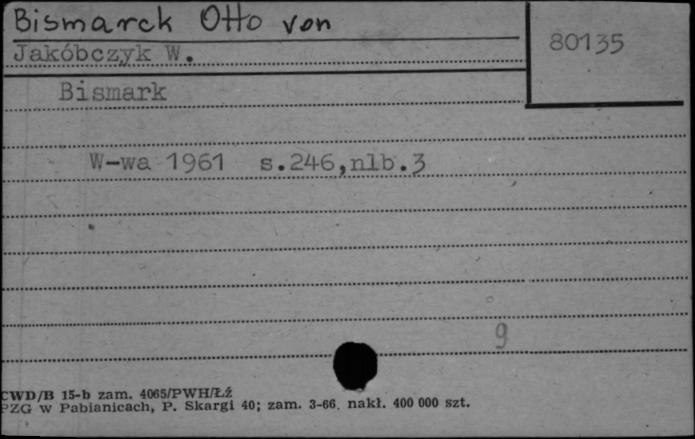 Bismarck Otto von
80135
Jakóbczyk W.
Bismark
W-wa 1961 s.246,nlb.3
9
CWD/B 15-b zam. 4065/PWH/Łź
PZG w Pabianicach, P. Skargi 40; zam. 3-66. nakł. 400 000 szt.